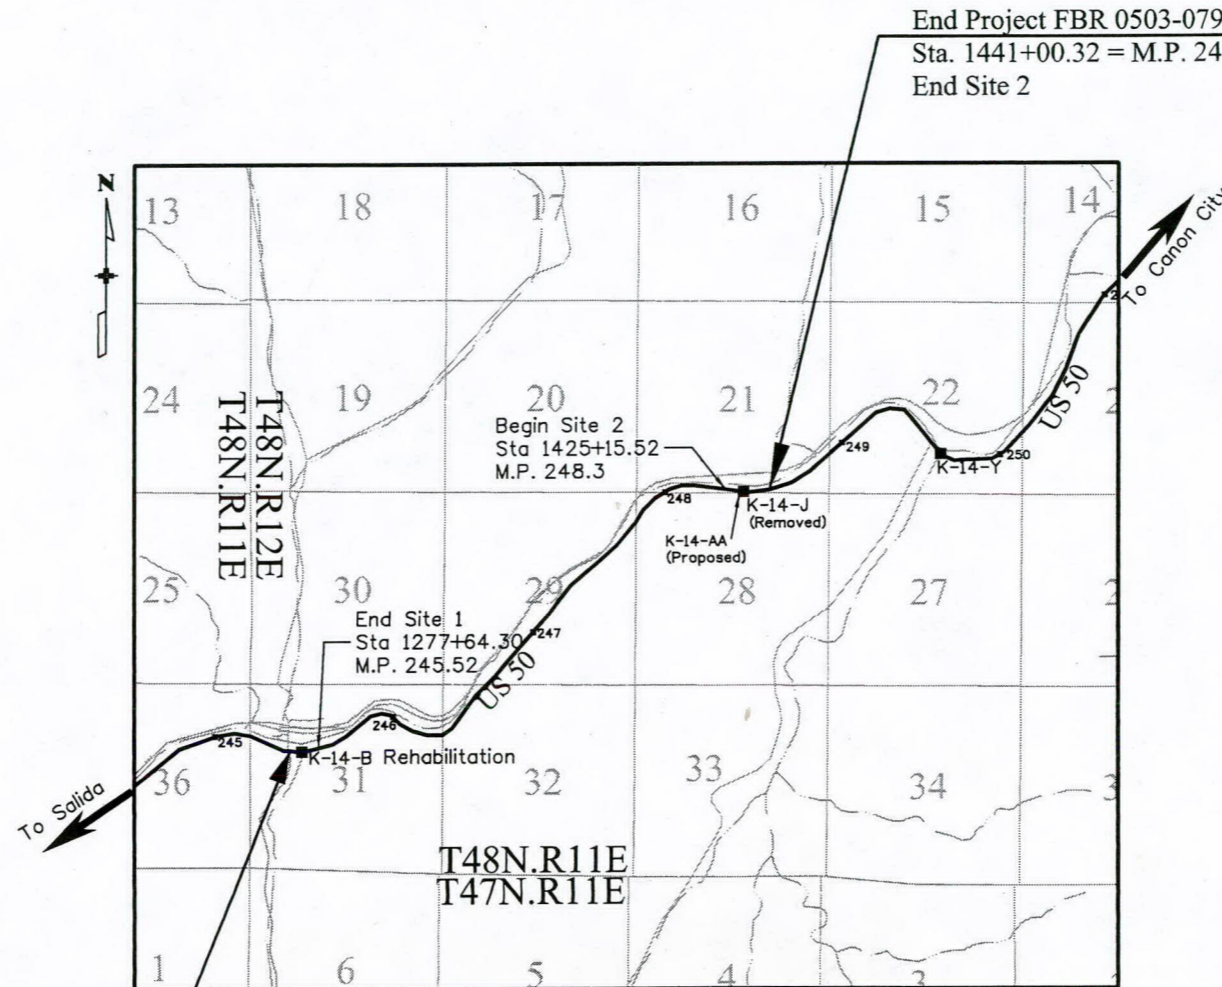 End Project FBR 0503-079
Sta. 1441+00.32 = M.P. 24
End Site 2
N
13
18
17
16
15
14
To Canon City
24
19
20
21
22
2
T48N.R11E
T48N.R12E
Begin Site 2
Sta 1425+15.52
M.P. 248.3
US 50
249
K-14-Y
250
248
K-14-J
(Removed)
K-14-AA
(Proposed)
25
30
29
28
27
2
End Site 1
Sta 1277+64.30
M.P. 245.52
247
US 50
246
245
K-14-B Rehabilitation
To Salida
36
31
32
33
34
3
T48N.R11E
T47N.R11E
1
6
5
4
3